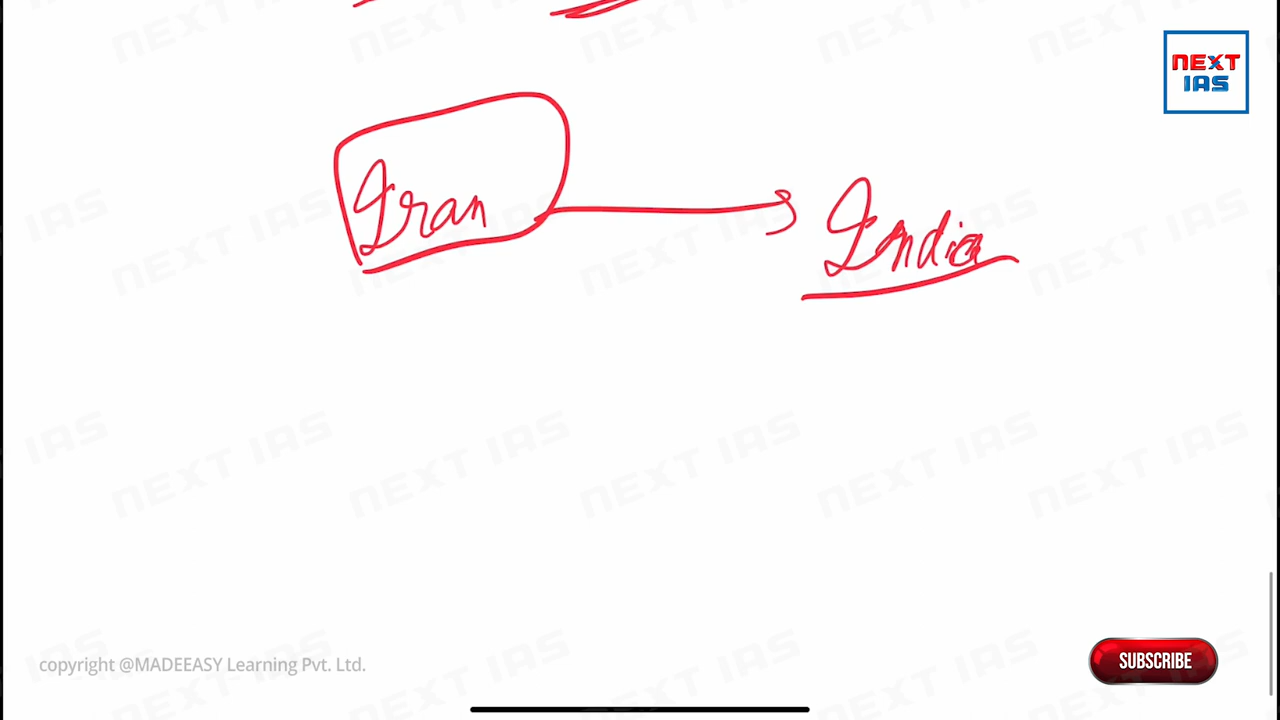 NEXT
IAS
Iran
India
copyright @MADEEASY Learning Pvt. Ltd.
SUBSCRIBE